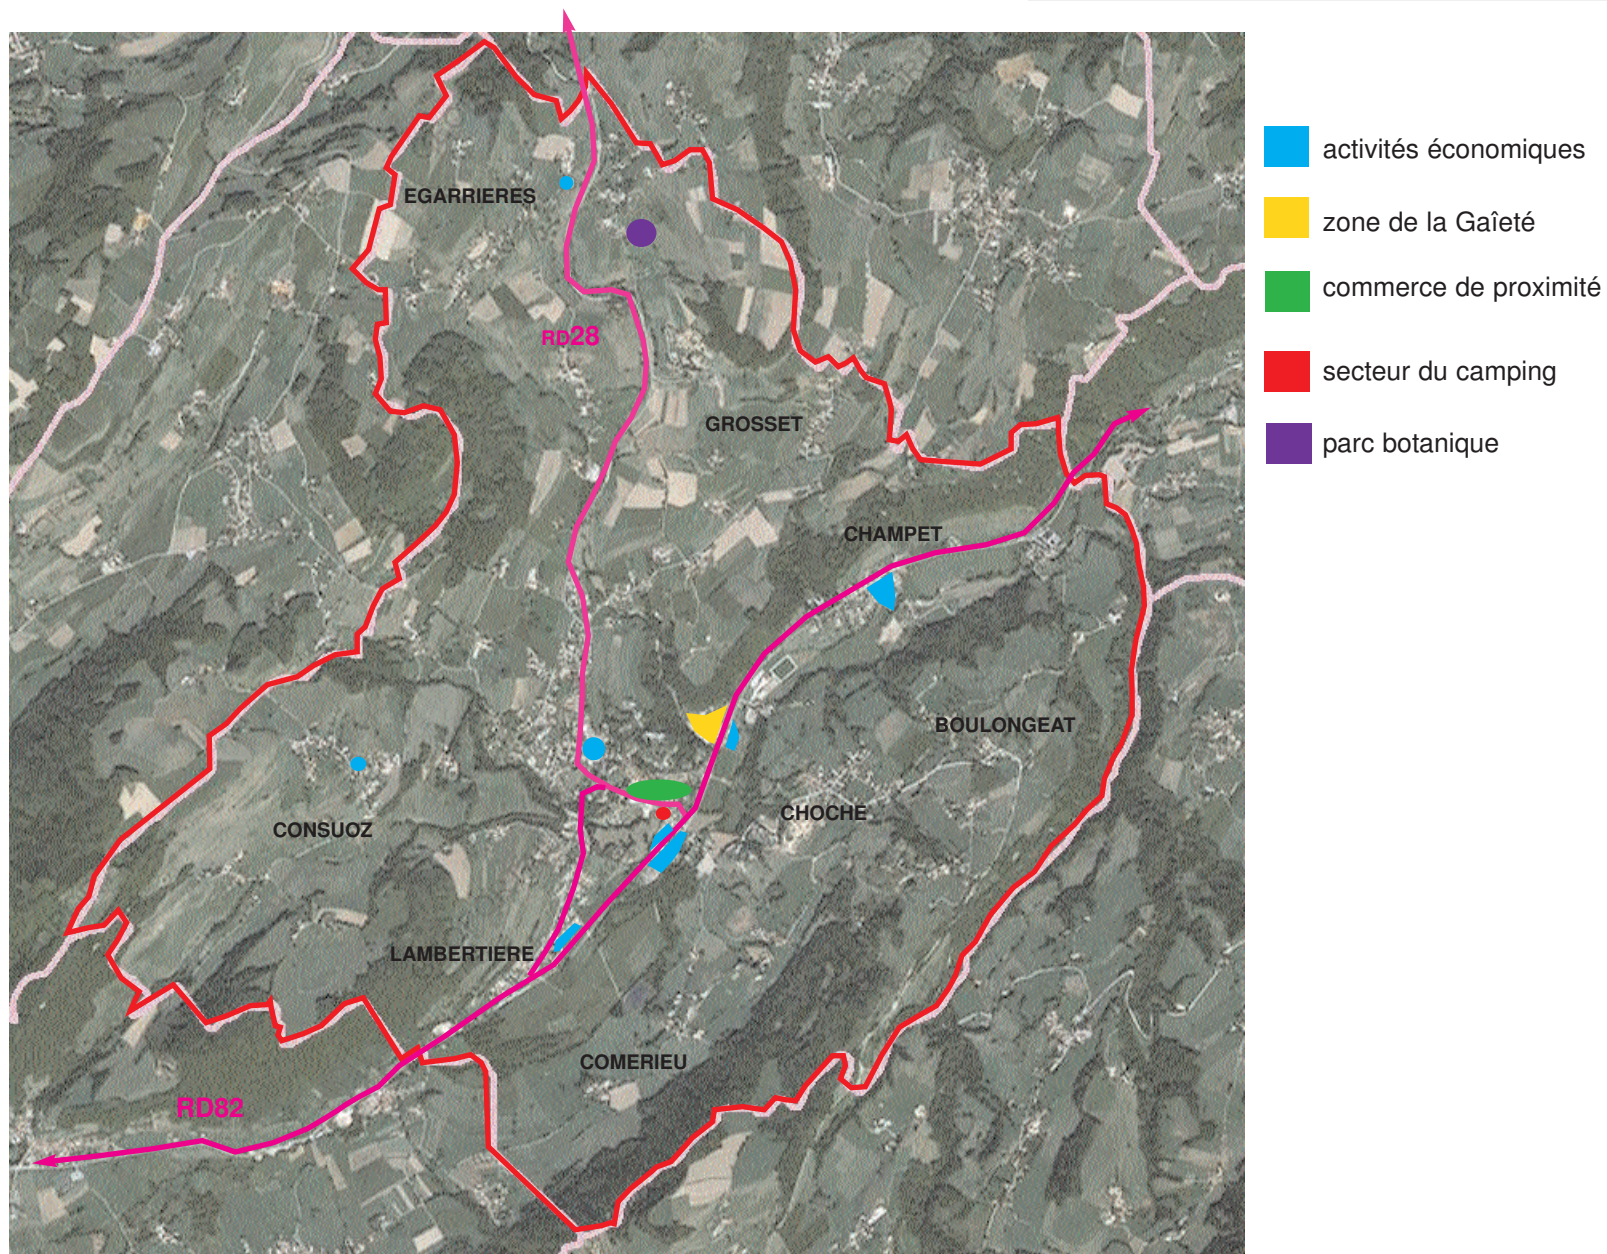 activités économiques
zone de la Gaîeté
commerce de proximité
secteur du camping
parc botanique
EGARRIERES
RD28
GROSSET
CHAMPET
BOULONGEAT
CHOCHE
CONSUOZ
LAMBERTIERE
COMERIEU
RD82